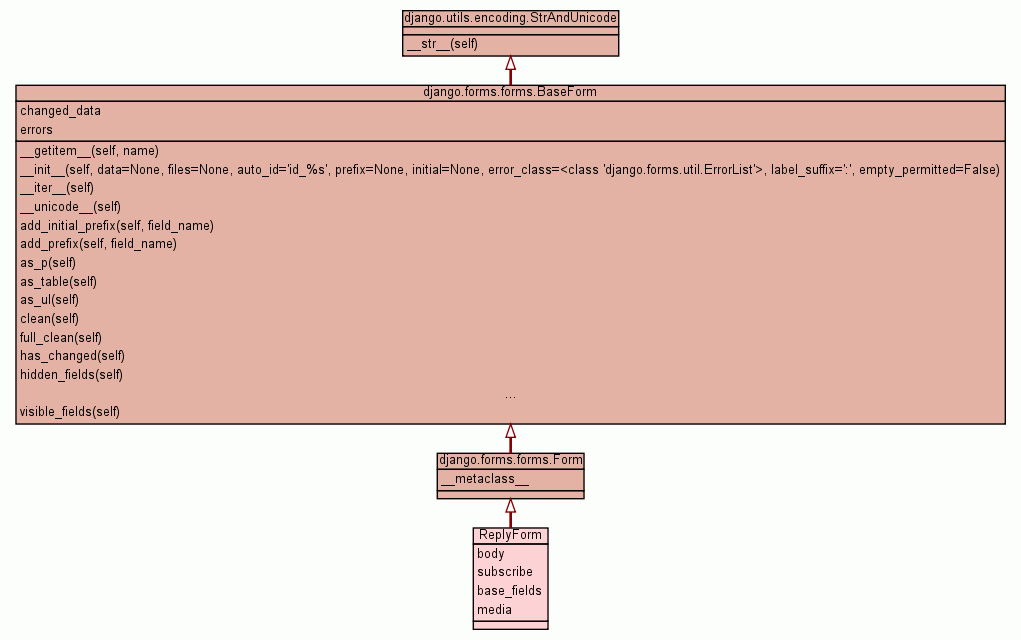 django.utils.encoding.StrAndUnicode
__str__(self)
django.forms.forms.BaseForm
changed_data
errors
__getitem__(self, name)
__init__(self, data=None, files=None, auto_id='id_%s', prefix=None, initial=None, error_class=<class 'django.forms.util.ErrorList'>, label_suffix=':', empty_permitted=False)
__iter__(self)
__unicode__(self)
add_initial_prefix(self, field_name)
add_prefix(self, field_name)
as_p(self)
as_table(self)
as_ul(self)
clean(self)
full_clean(self)
has_changed(self)
hidden_fields(self)
...
visible_fields(self)
django.forms.forms.Form
__metaclass__
ReplyForm
body
subscribe
base_fields
media